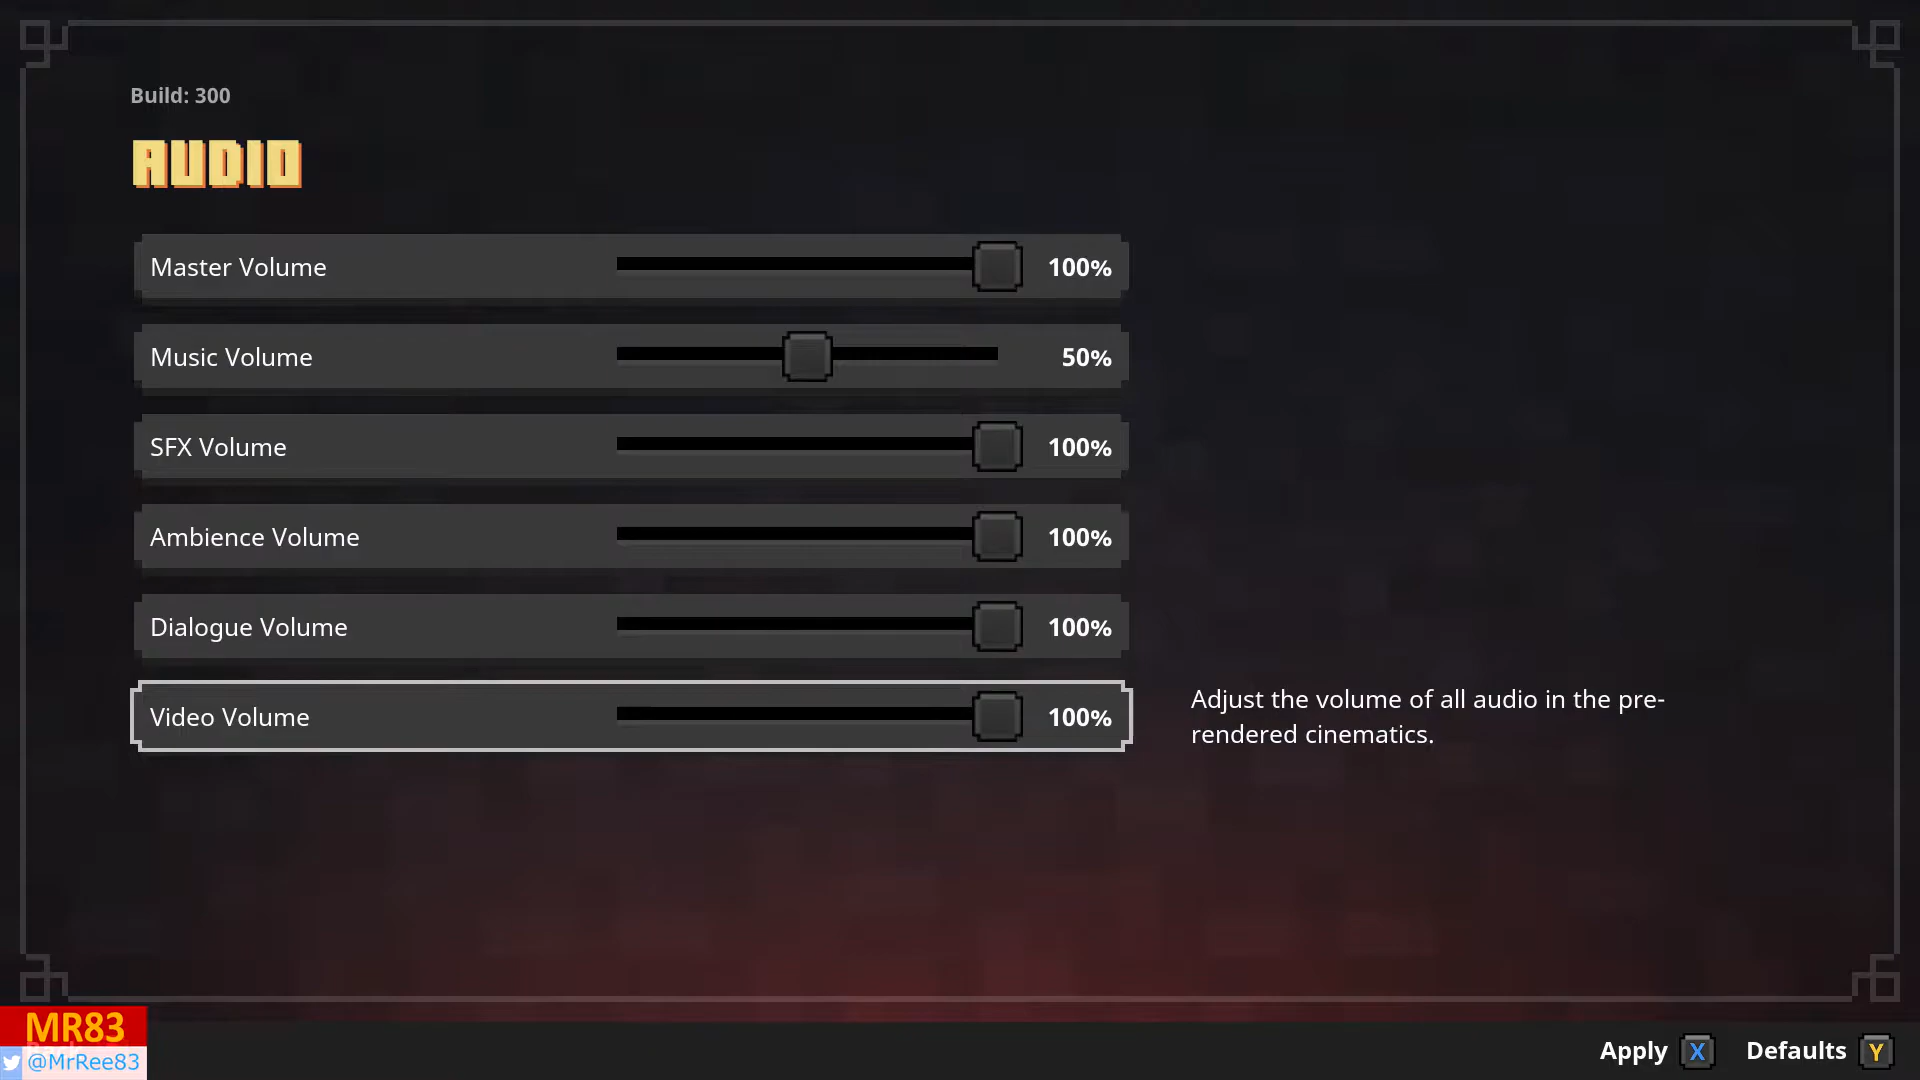 Build: 300
AUDIO
Master Volume 100%
Music Volume 50%
SFX Volume 100%
Ambience Volume 100%
Dialogue Volume 100%
Video Volume 100%
Adjust the volume of all audio in the pre-
rendered cinematics.
MR83
@MrRee83
Apply X Defaults Y